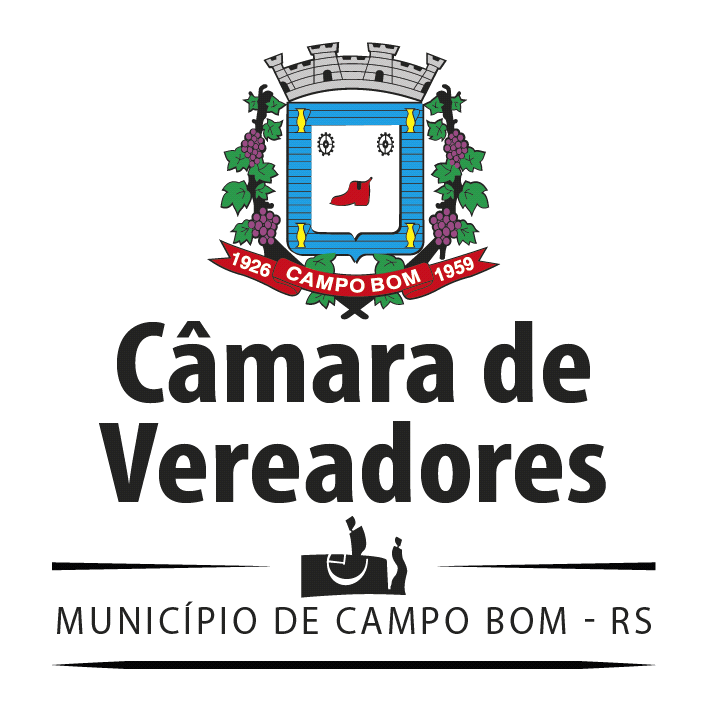 1926 CAMPO BOM 1959
Câmara de
Vereadores
MUNICÍPIO DE CAMPO BOM - RS